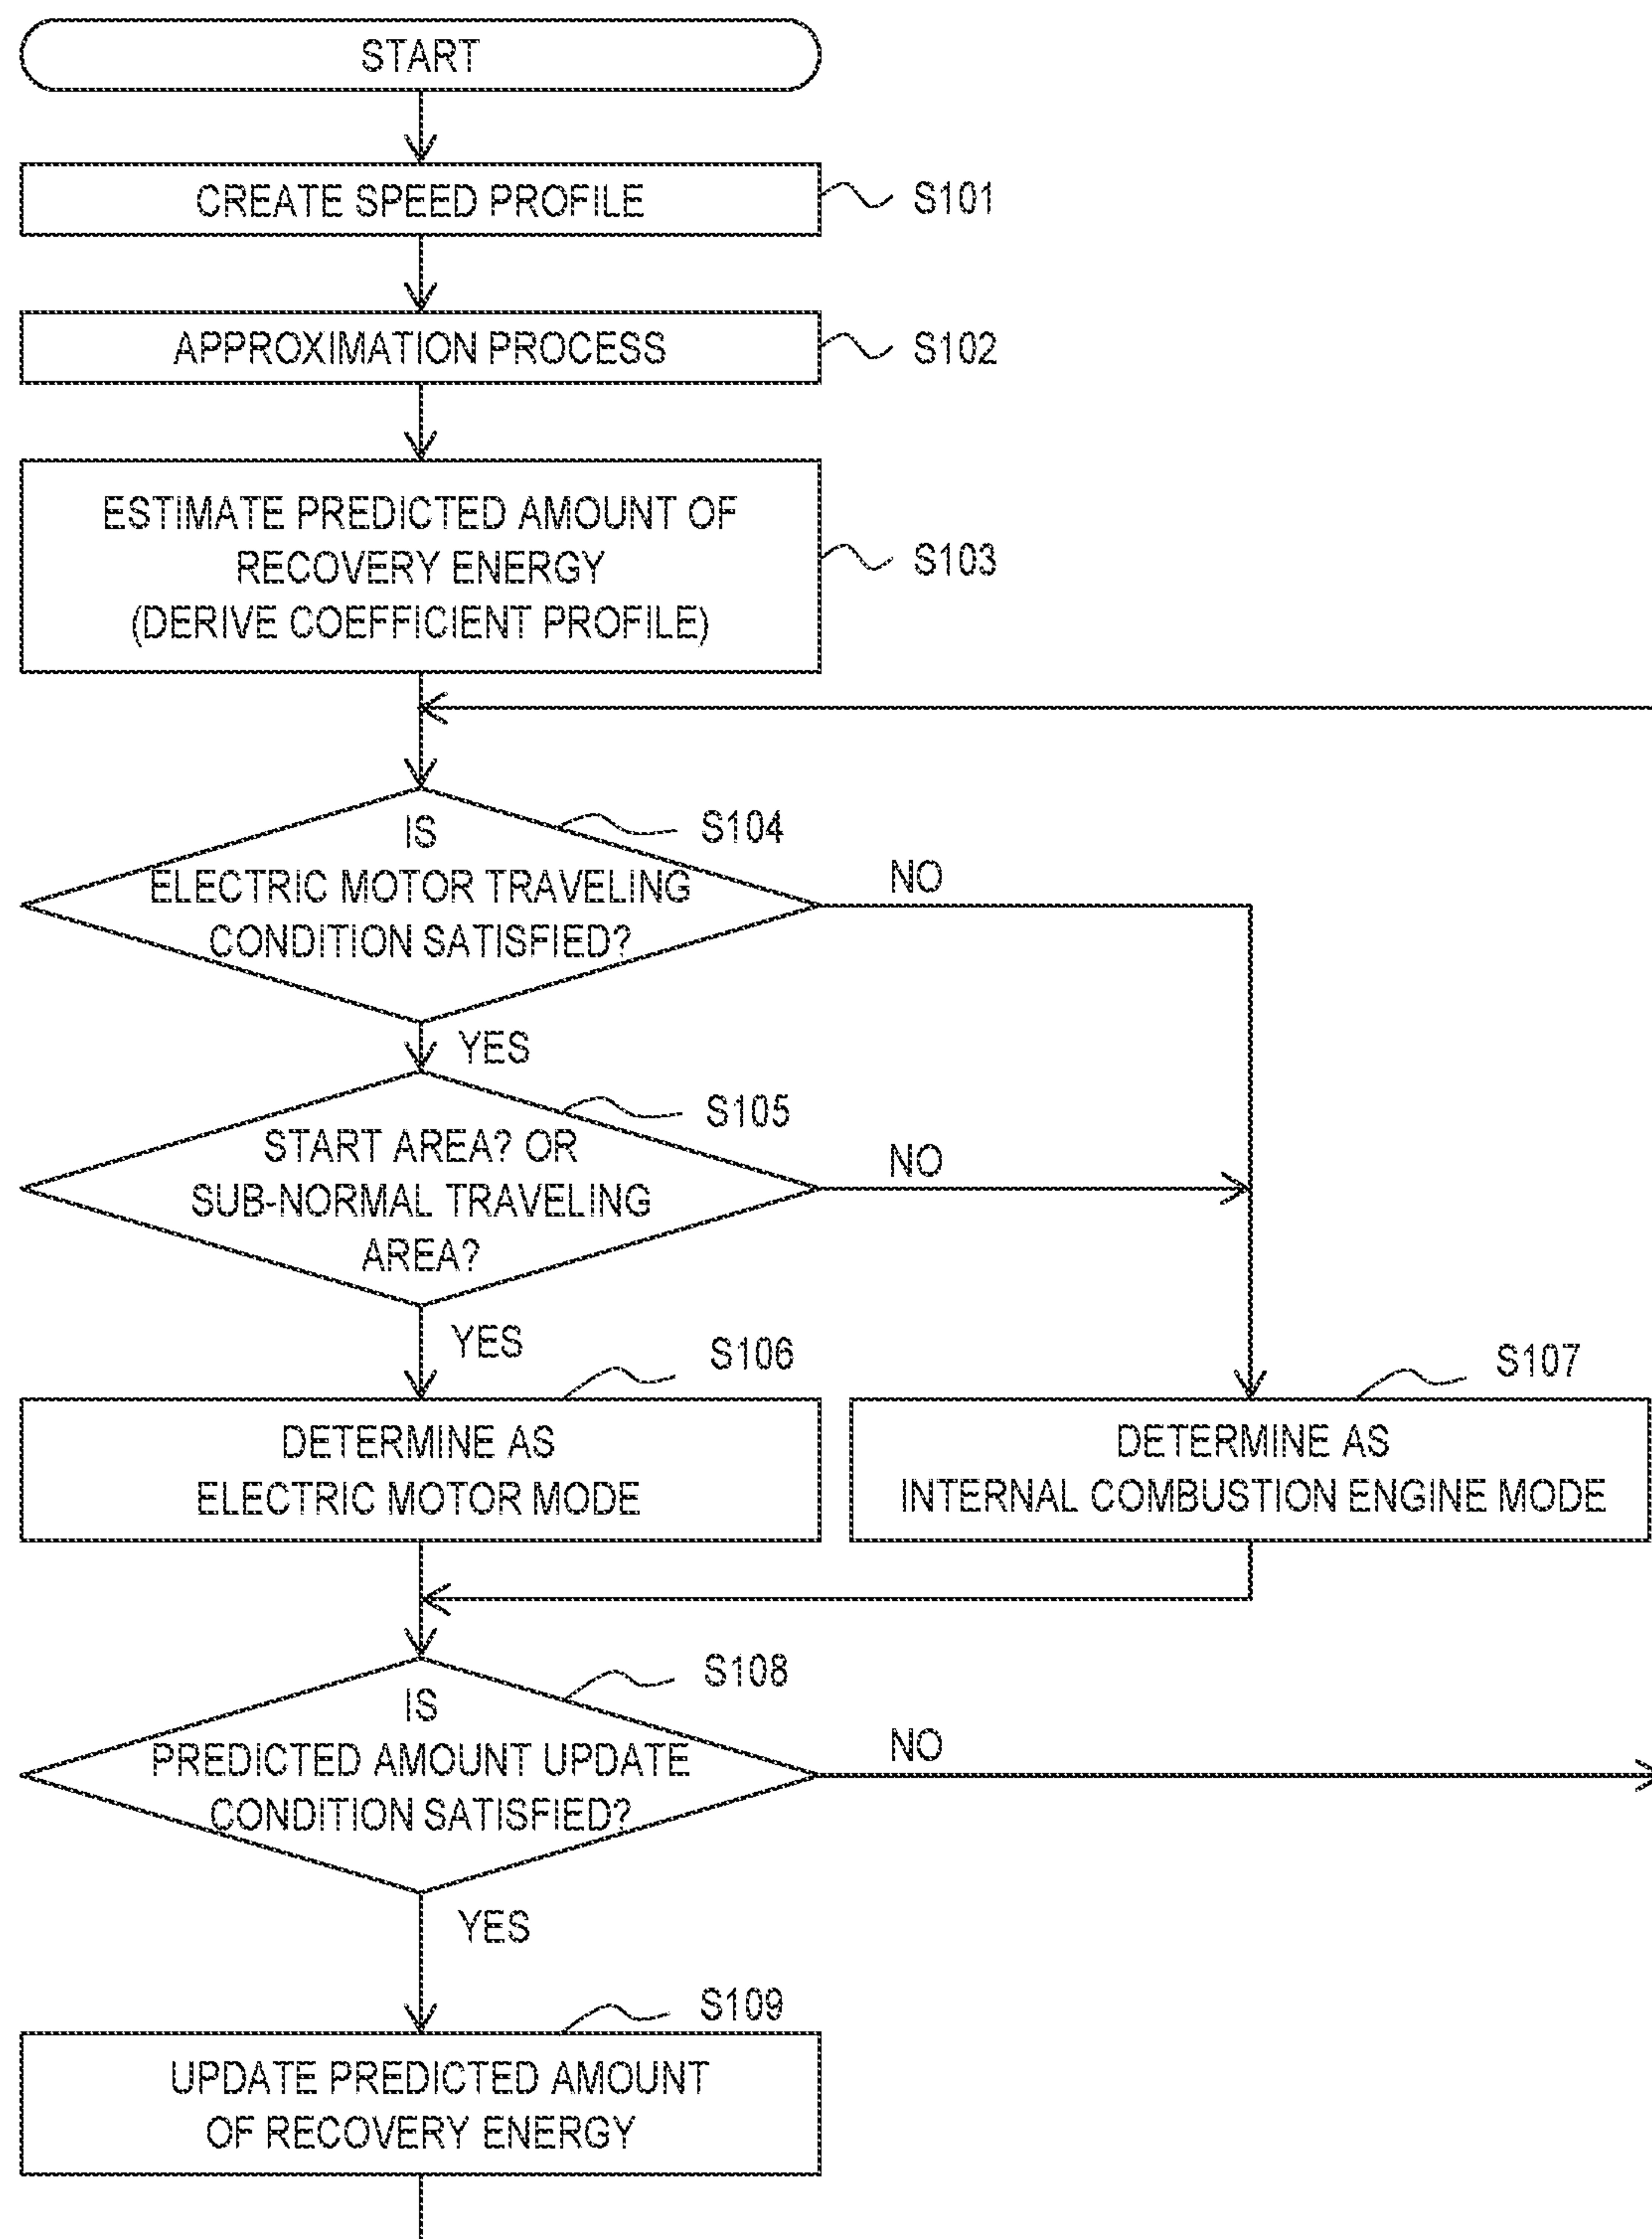 START
CREATE SPEED PROFILE
S101
APPROXIMATION PROCESS
S102
ESTIMATE PREDICTED AMOUNT OF
RECOVERY ENERGY
(DERIVE COEFFICIENT PROFILE)
S103
S104
IS
ELECTRIC MOTOR TRAVELING
CONDITION SATISFIED?
NO
YES
S105
START AREA? OR
SUB-NORMAL TRAVELING
AREA?
NO
YES
S106
DETERMINE AS
ELECTRIC MOTOR MODE
S107
DETERMINE AS
INTERNAL COMBUSTION ENGINE MODE
S108
IS
PREDICTED AMOUNT UPDATE
CONDITION SATISFIED?
NO
YES
S109
UPDATE PREDICTED AMOUNT
OF RECOVERY ENERGY